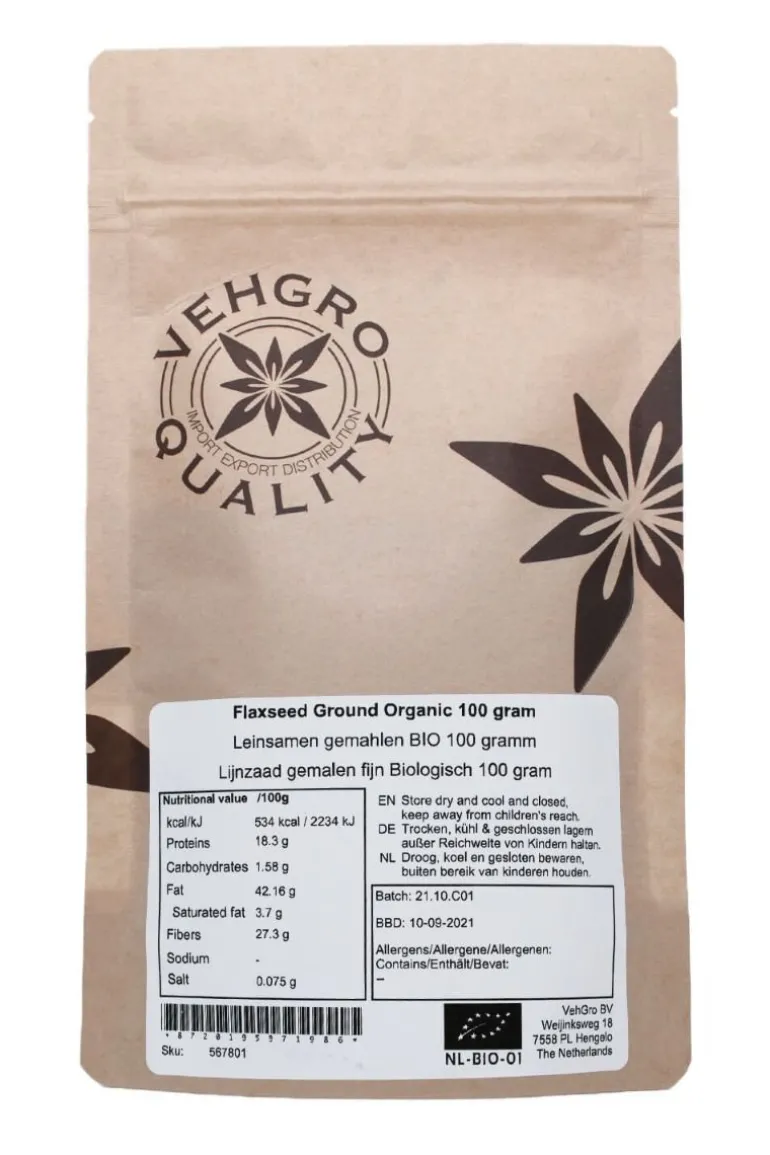 VEHGRO
IMPORT EXPORT DISTRIBUTION
QUALITY
Flaxseed Ground Organic 100 gram
Leinsamen gemahlen BIO 100 gramm
Lijnzaad gemalen fijn Biologisch 100 gram
Nutritional value /100g
kcal/kJ 534 kcal / 2234 kJ
Proteins 18.3 g
Carbohydrates 1.58 g
Fat 42.16 g
Saturated fat 3.7 g
Fibers 27.3 g
Sodium -
Salt 0.075 g
EN Store dry and cool and closed,
keep away from children's reach.
DE Trocken, kühl & geschlossen lagern
außer Reichweite von Kindern halten.
NL Droog, koel en gesloten bewaren,
buiten bereik van kinderen houden.
Batch: 21.10.C01
BBD: 10-09-2021
Allergens/Allergene/Allergenen:
Contains/Enthält/Bevat:
--
*8720195971986*
Sku: 567801
NL-BIO-01
VehGro BV
Weijinksweg 18
7558 PL Hengelo
The Netherlands